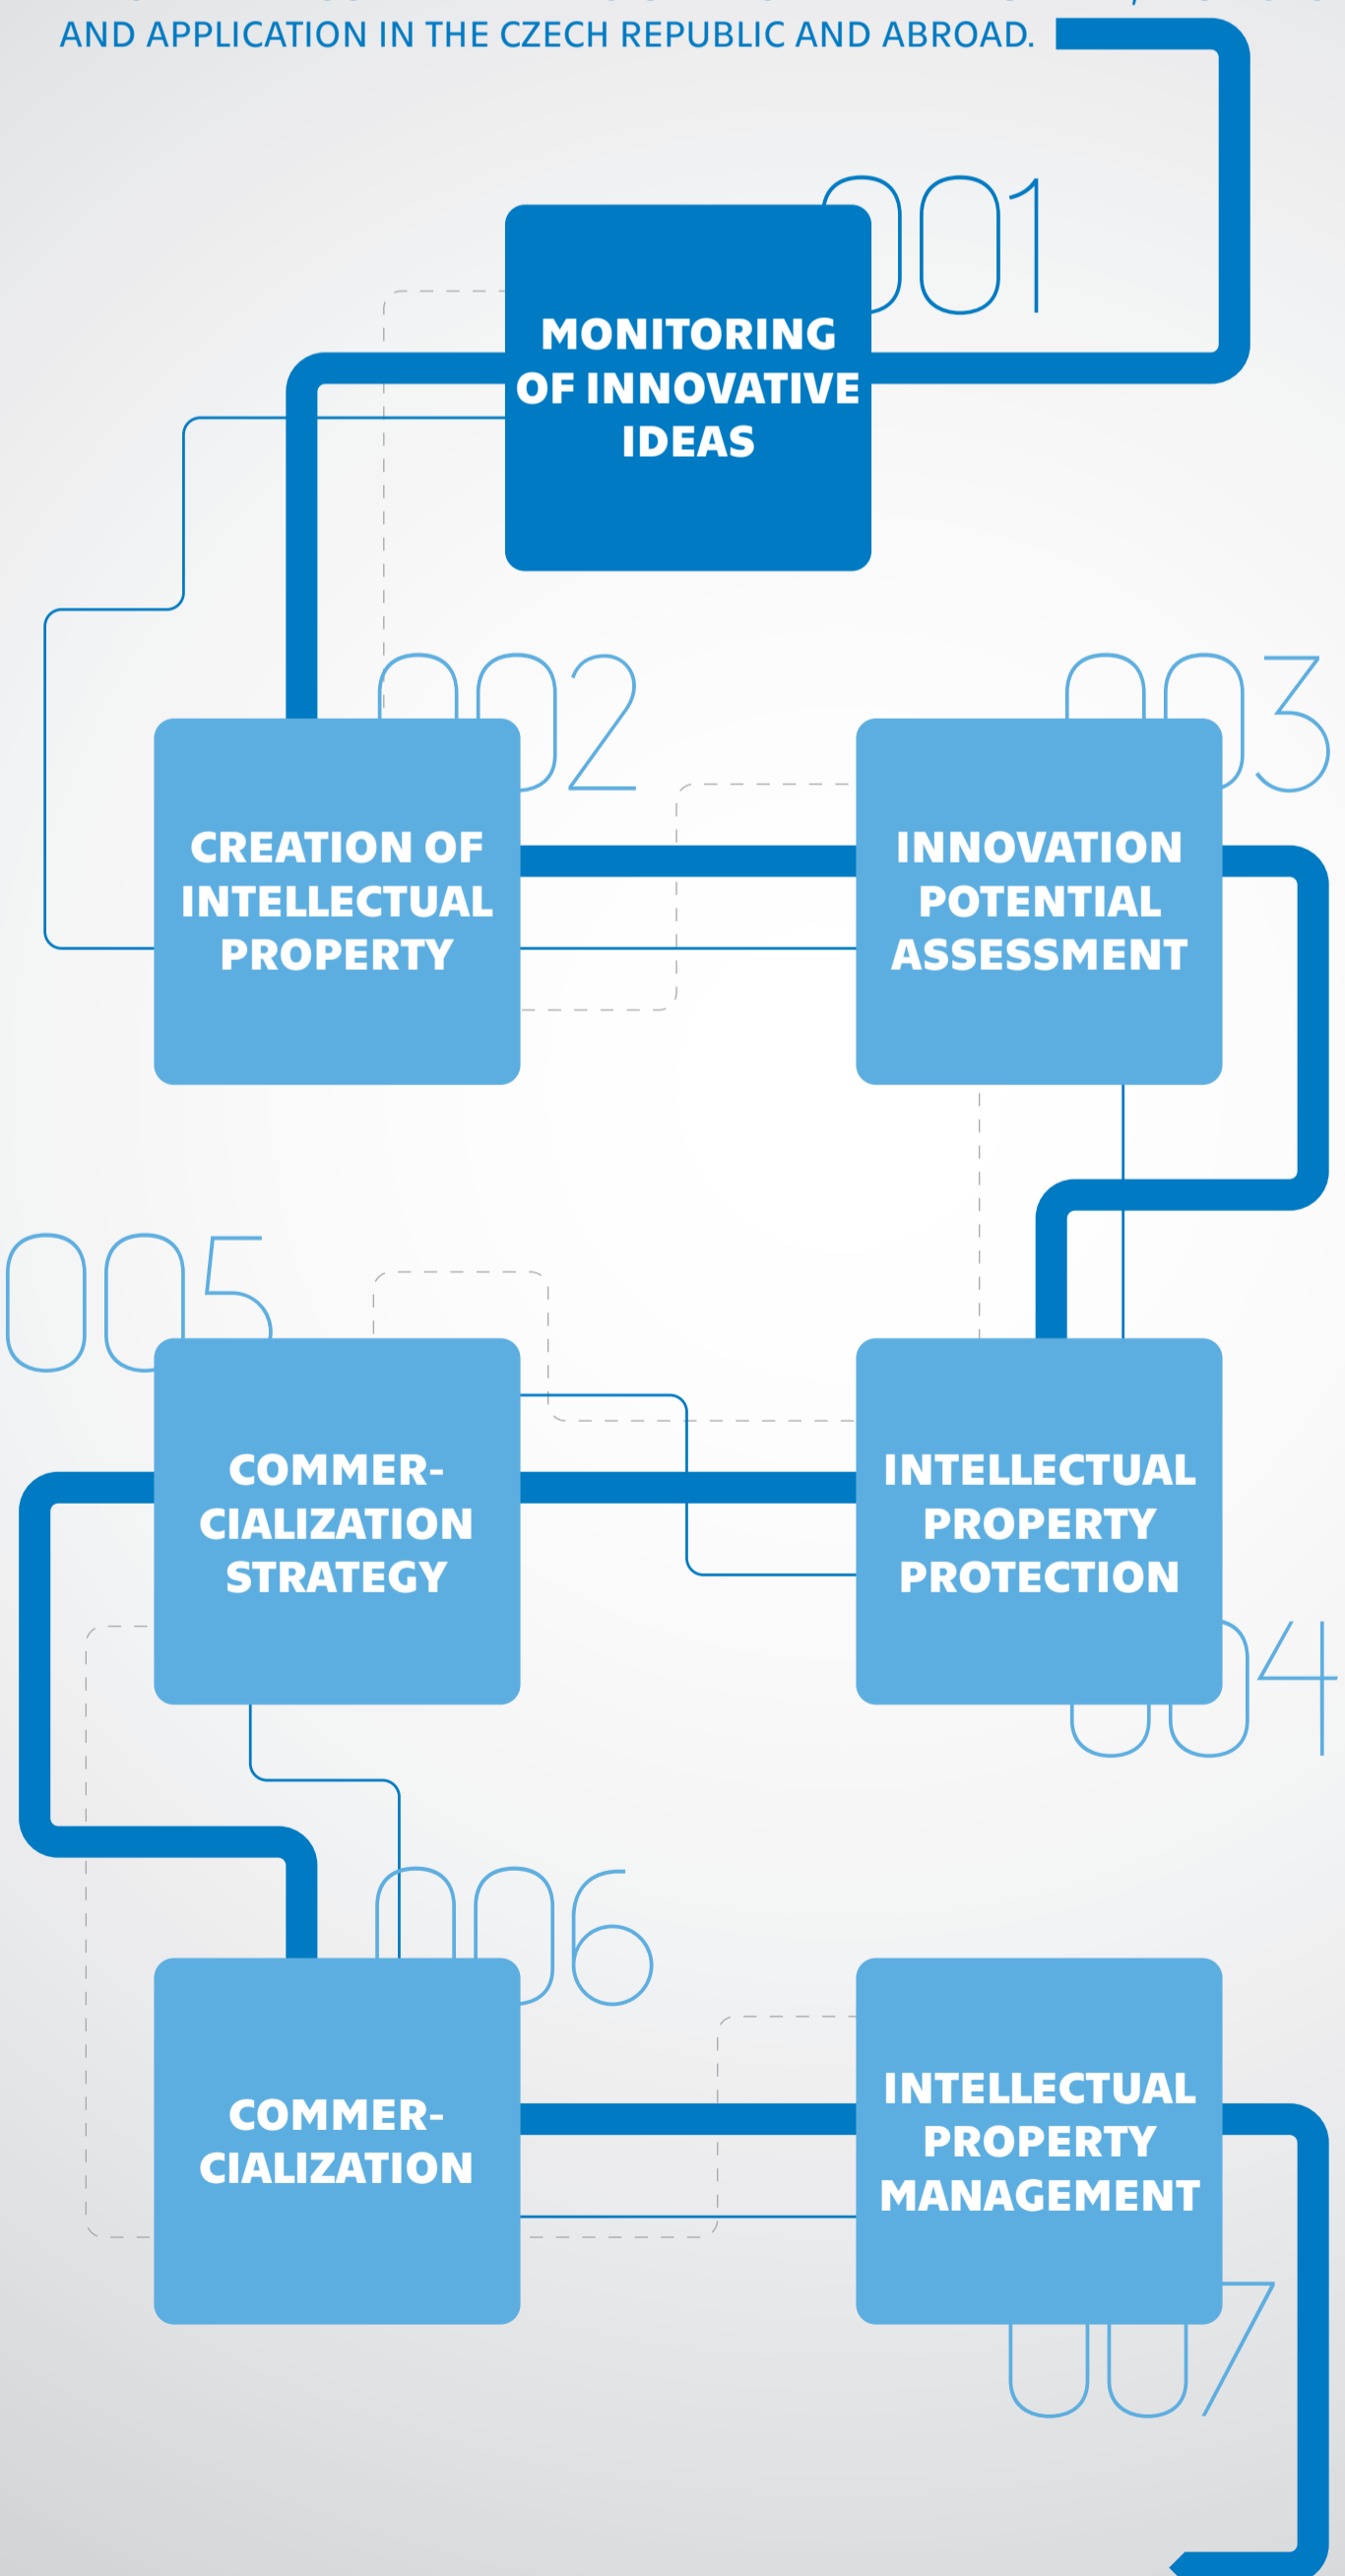 AND APPLICATION IN THE CZECH REPUBLIC AND ABROAD.
001
MONITORING
OF INNOVATIVE
IDEAS
002
CREATION OF
INTELLECTUAL
PROPERTY
003
INNOVATION
POTENTIAL
ASSESSMENT
004
INTELLECTUAL
PROPERTY
PROTECTION
005
COMMER-
CIALIZATION
STRATEGY
006
COMMER-
CIALIZATION
007
INTELLECTUAL
PROPERTY
MANAGEMENT